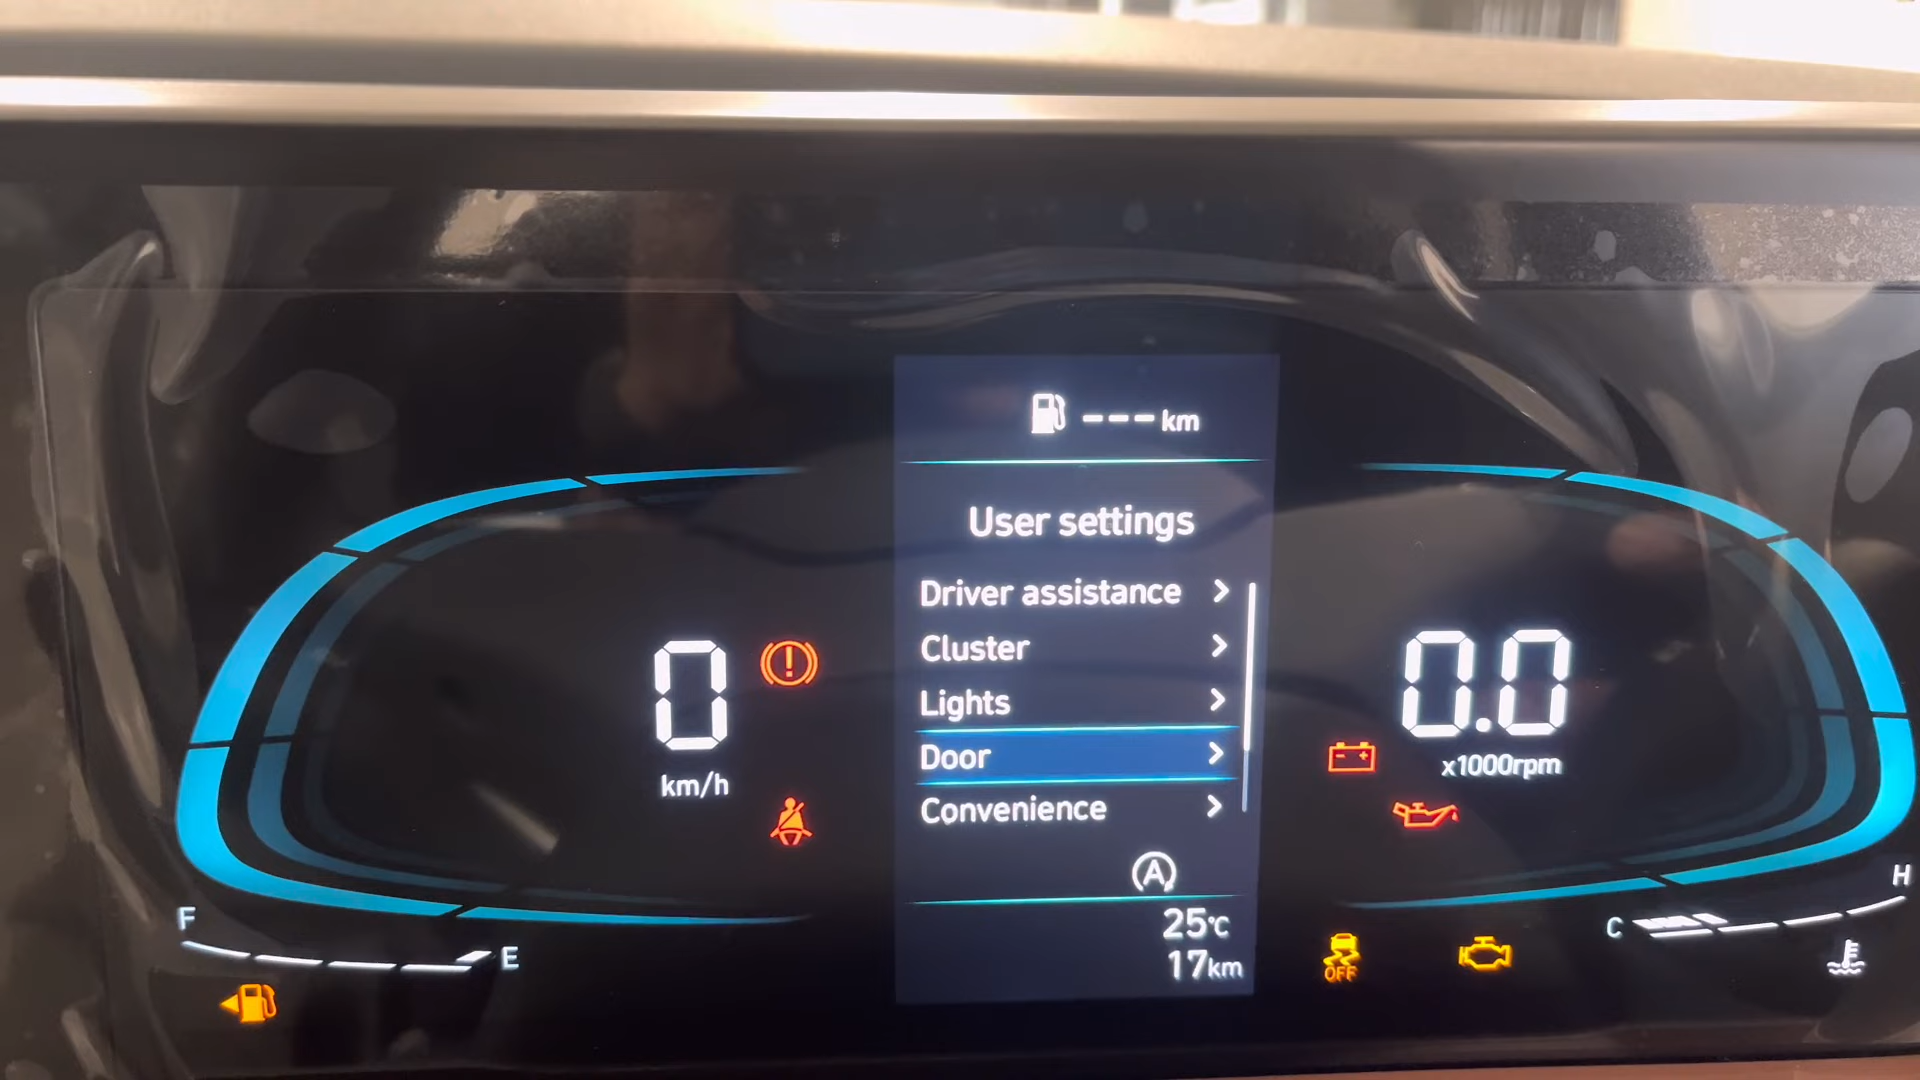 --- km
User settings
Driver assistance >
Cluster >
Lights >
Door >
Convenience >
A
25°C
17km
0
km/h
0.0
x1000rpm
F
E
OFF
C
H